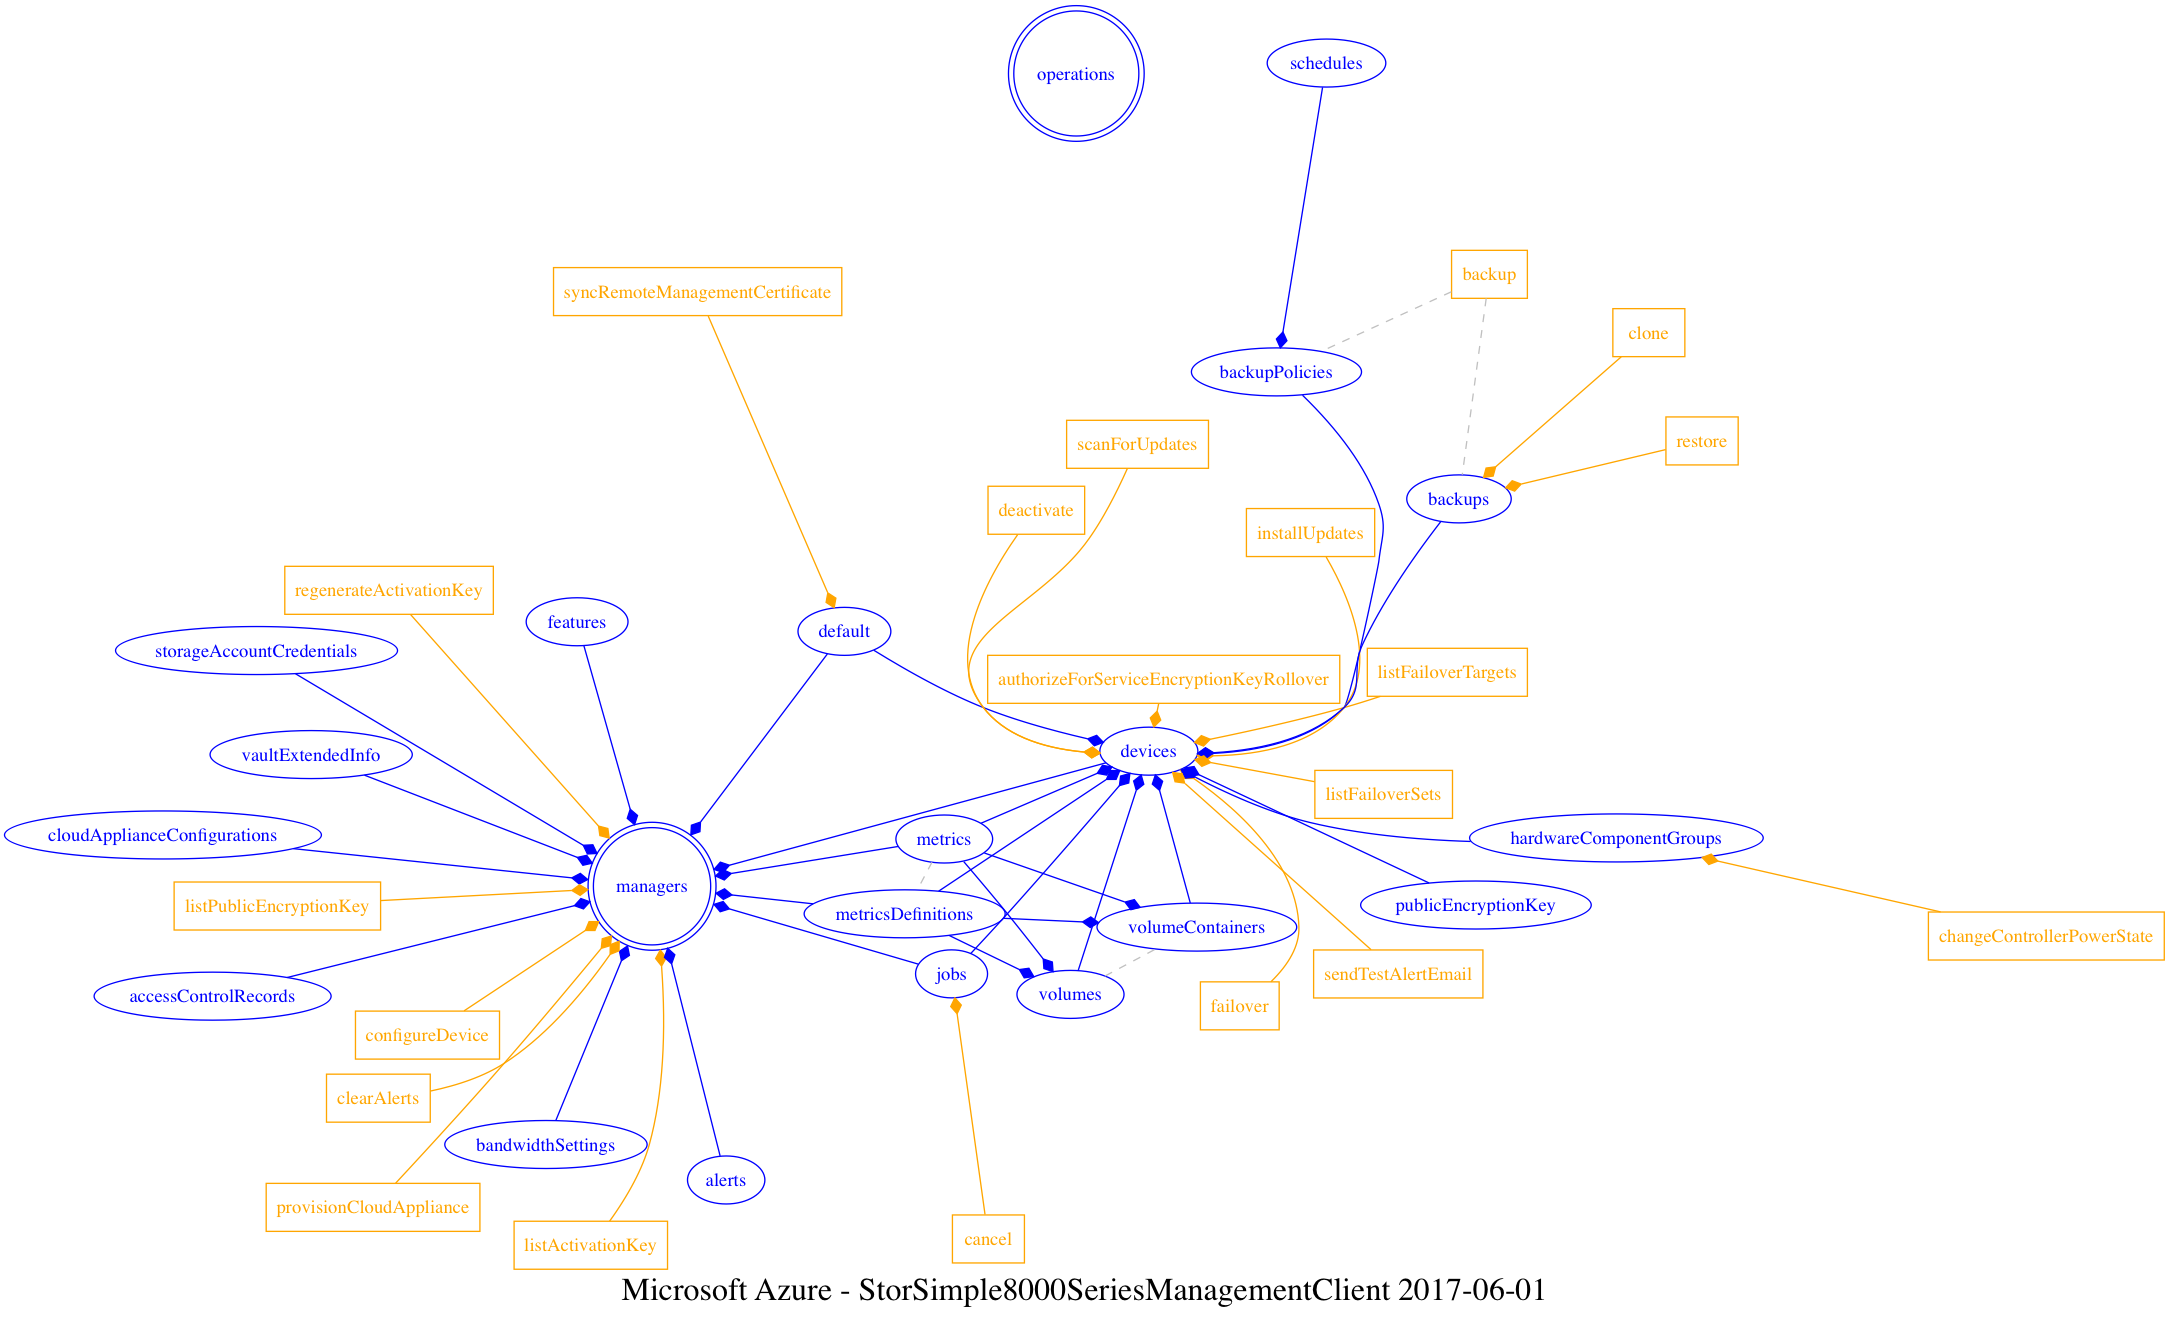 operations
schedules
backup
syncRemoteManagementCertificate
clone
backupPolicies
scanForUpdates
restore
backups
deactivate
installUpdates
regenerateActivationKey
features
default
storageAccountCredentials
authorizeForServiceEncryptionKeyRollover
listFailoverTargets
vaultExtendedInfo
devices
listFailoverSets
cloudApplianceConfigurations
metrics
hardwareComponentGroups
managers
listPublicEncryptionKey
metricsDefinitions
publicEncryptionKey
volumeContainers
changeControllerPowerState
jobs
sendTestAlertEmail
accessControlRecords
volumes
failover
configureDevice
clearAlerts
bandwidthSettings
alerts
provisionCloudAppliance
listActivationKey
cancel
Microsoft Azure - StorSimple8000SeriesManagementClient 2017-06-01